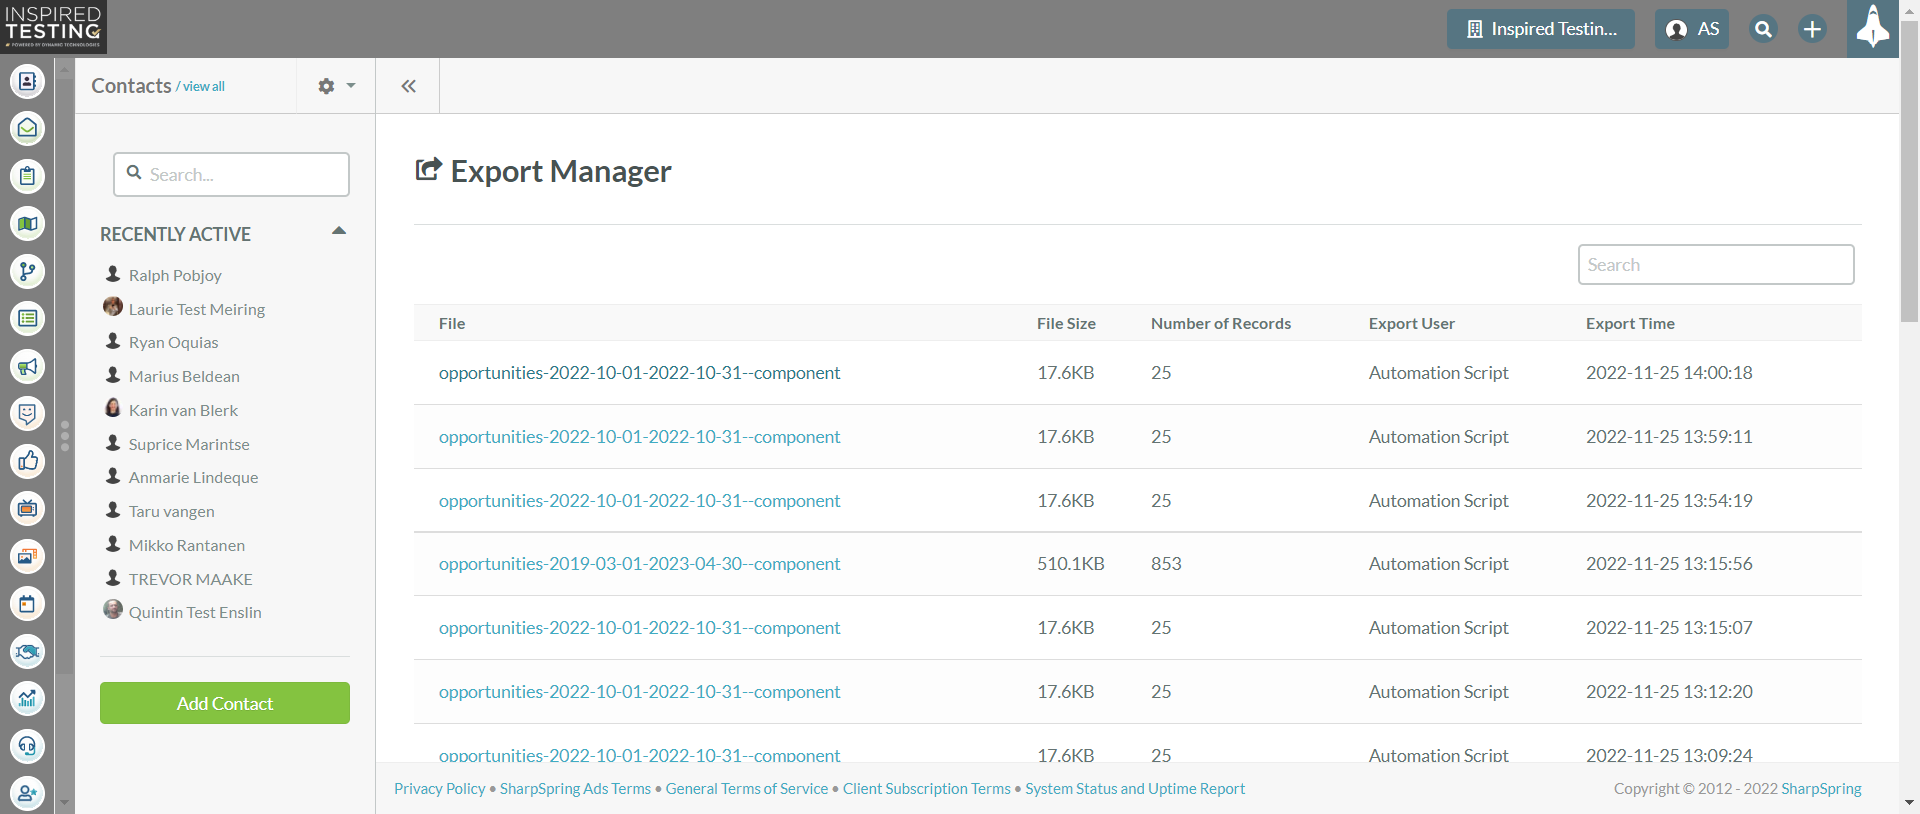 INSPIRED
TESTING
POWERED BY DYNAMIC TECHNOLOGIES
Inspired Testin...
AS
Contacts / view all
Search...
RECENTLY ACTIVE
Ralph Pobjoy
Laurie Test Meiring
Ryan Oquias
Marius Beldean
Karin van Blerk
Suprice Marintse
Anmarie Lindeque
Taru vangen
Mikko Rantanen
TREVOR MAAKE
Quintin Test Enslin
Add Contact
Export Manager
Search
File File Size Number of Records Export User Export Time
opportunities-2022-10-01-2022-10-31--component 17.6KB 25 Automation Script 2022-11-25 14:00:18
opportunities-2022-10-01-2022-10-31--component 17.6KB 25 Automation Script 2022-11-25 13:59:11
opportunities-2022-10-01-2022-10-31--component 17.6KB 25 Automation Script 2022-11-25 13:54:19
opportunities-2019-03-01-2023-04-30--component 510.1KB 853 Automation Script 2022-11-25 13:15:56
opportunities-2022-10-01-2022-10-31--component 17.6KB 25 Automation Script 2022-11-25 13:15:07
opportunities-2022-10-01-2022-10-31--component 17.6KB 25 Automation Script 2022-11-25 13:12:20
opportunities-2022-10-01-2022-10-31--component 17.6KB 25 Automation Script 2022-11-25 13:09:24
Privacy Policy • SharpSpring Ads Terms • General Terms of Service • Client Subscription Terms • System Status and Uptime Report
Copyright © 2012 - 2022 SharpSpring